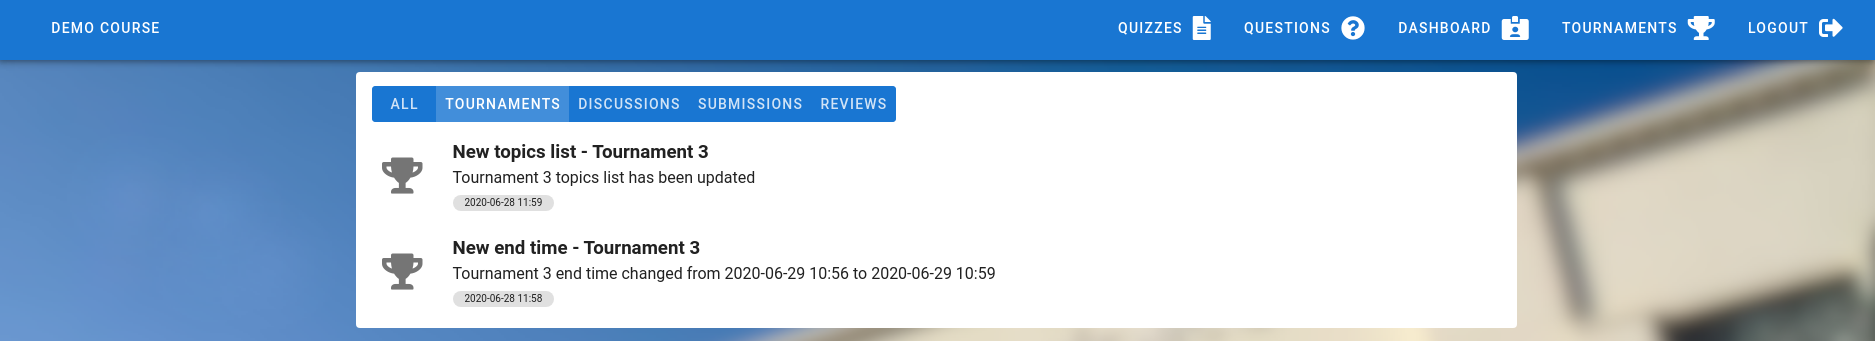 DEMO COURSE
QUIZZES QUESTIONS DASHBOARD TOURNAMENTS LOGOUT
ALL TOURNAMENTS DISCUSSIONS SUBMISSIONS REVIEWS
New topics list - Tournament 3
Tournament 3 topics list has been updated
2020-06-28 11:59
New end time - Tournament 3
Tournament 3 end time changed from 2020-06-29 10:56 to 2020-06-29 10:59
2020-06-28 11:58